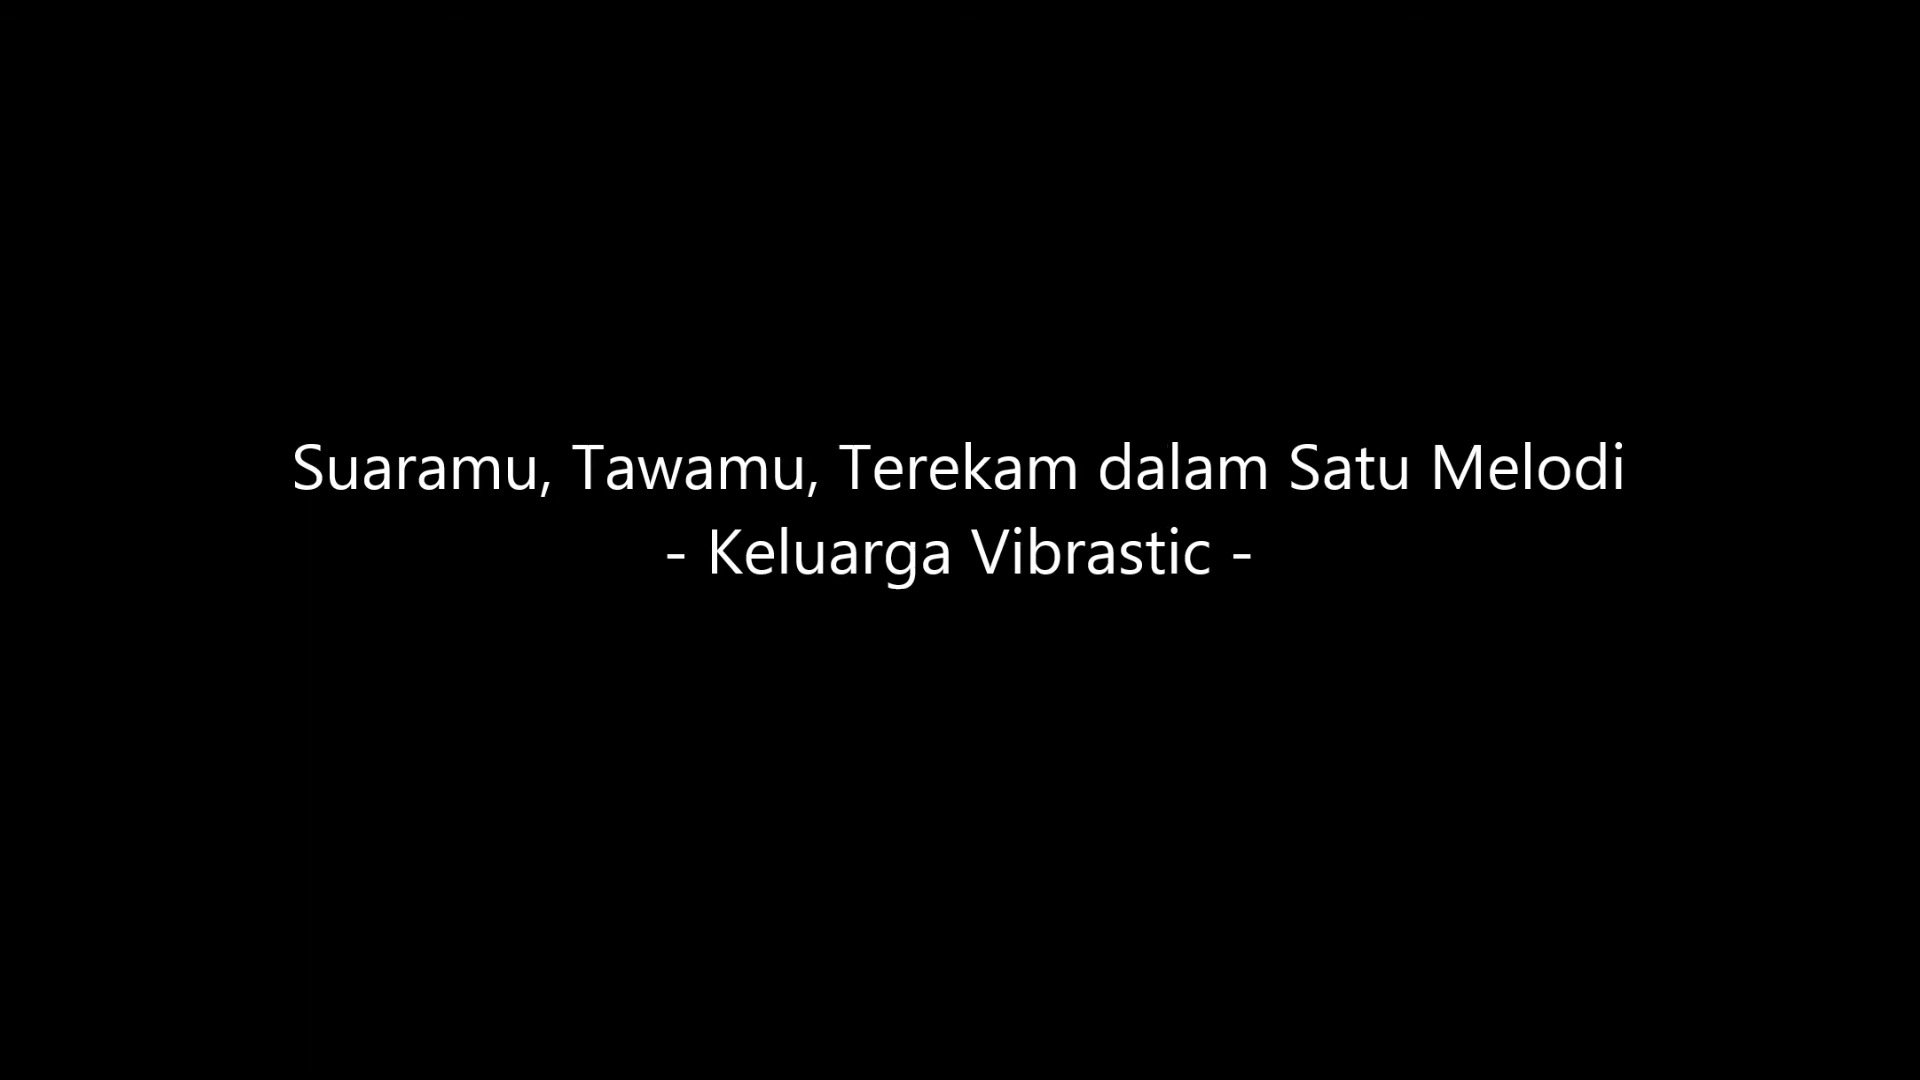 Suaramu, Tawamu, Terekam dalam Satu Melodi
- Keluarga Vibrastic -